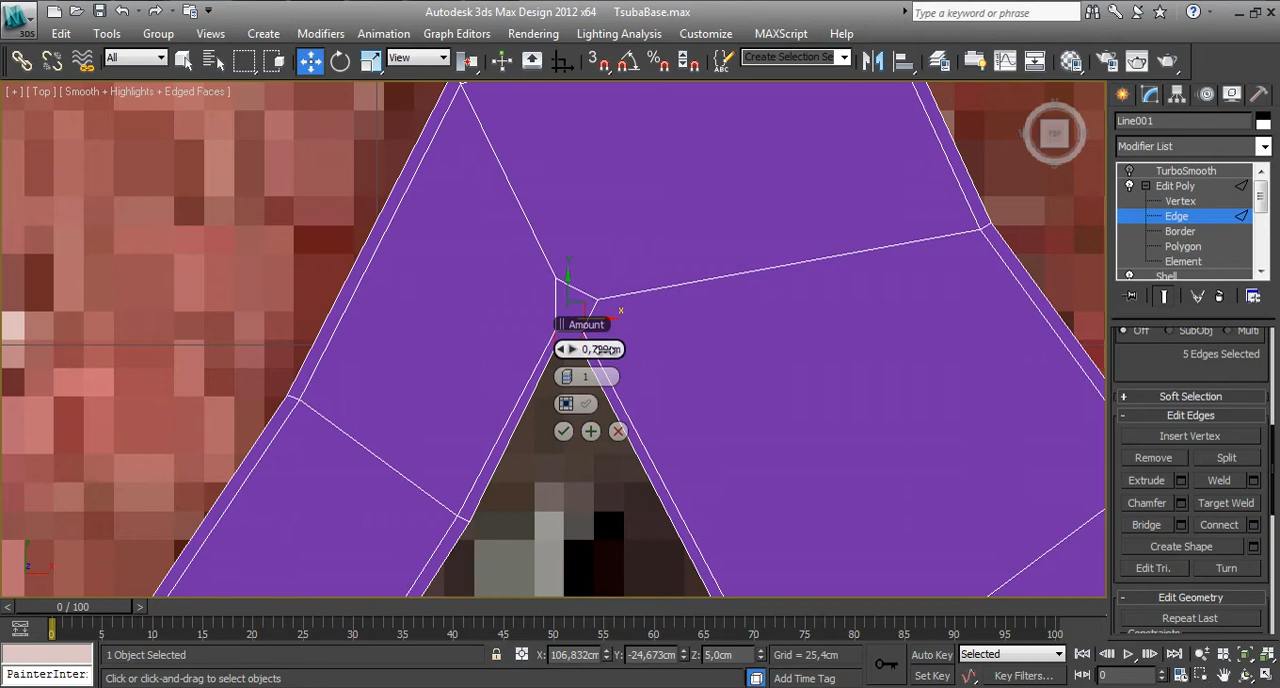 Autodesk 3ds Max Design 2012 x64 TsubaBase.max
Type a keyword or phrase
3DS
Edit Tools Group Views Create Modifiers Animation Graph Editors Rendering Lighting Analysis Customize MAXScript Help
All View Create Selection Se
[ + ] [ Top ] [ Smooth + Highlights + Edged Faces ]
TOP
Line001
Modifier List
TurboSmooth
Edit Poly
Vertex
Edge
Border
Polygon
Element
Shell
y
x
Amount
1
Off SubObj Multi
5 Edges Selected
+ Soft Selection
- Edit Edges
Insert Vertex
Remove Split
Extrude Weld
Chamfer Target Weld
Bridge Connect
Create Shape
Edit Tri. Turn
- Edit Geometry
Repeat Last
Constraints
z x
< 0 / 100 >
0 5 10 15 20 25 30 35 40 45 50 55 60 65 70 75 80 85 90 95 100
1 Object Selected X: 106,832cm Y: -24,673cm Z: 5,0cm Grid = 25,4cm Auto Key Selected
PainterInter: Click or click-and-drag to select objects Add Time Tag Set Key Key Filters... 0